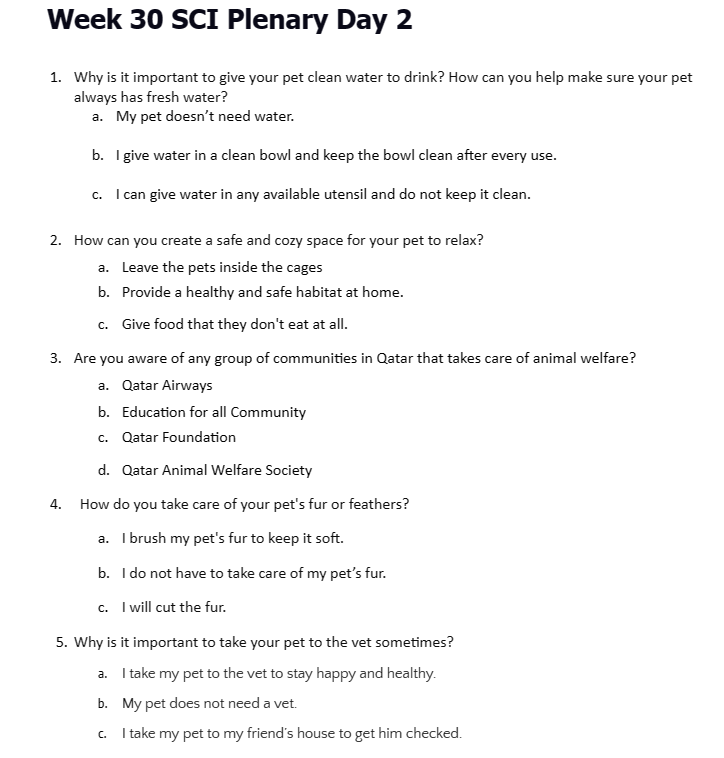 Week 30 SCI Plenary Day 2
1. Why is it important to give your pet clean water to drink? How can you help make sure your pet
always has fresh water?
a. My pet doesn't need water.
b. I give water in a clean bowl and keep the bowl clean after every use.
c. I can give water in any available utensil and do not keep it clean.
2. How can you create a safe and cozy space for your pet to relax?
a. Leave the pets inside the cages
b. Provide a healthy and safe habitat at home.
c. Give food that they don't eat at all.
3. Are you aware of any group of communities in Qatar that takes care of animal welfare?
a. Qatar Airways
b. Education for all Community
c. Qatar Foundation
d. Qatar Animal Welfare Society
4. How do you take care of your pet's fur or feathers?
a. I brush my pet's fur to keep it soft.
b. I do not have to take care of my pet's fur.
c. I will cut the fur.
5. Why is it important to take your pet to the vet sometimes?
a. I take my pet to the vet to stay happy and healthy.
b. My pet does not need a vet.
c. I take my pet to my friend's house to get him checked.